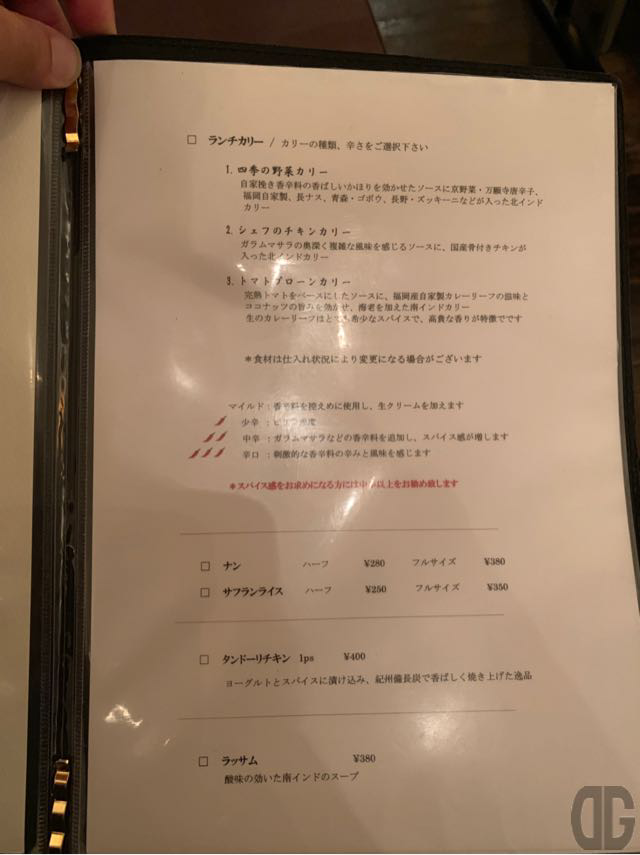 □ ランチカリー / カリーの種類、辛さをご選択下さい
1. 四季の野菜カリー
自家挽き香辛料の香ばしいかほりを効かせたソースに京野菜・万願寺唐辛子、
福岡自家製、長ナス、青森・ゴボウ、長野・ズッキーニなどが入った北インド
カリー
2. シェフのチキンカリー
ガラムマサラの奥深く複雑な風味を感じるソースに、国産骨付きチキンが
入った北インドカリー
3. トマトプローンカリー
完熟トマトをベースにしたソースに、福岡産自家製カレーリーフの滋味と
ココナッツの旨みを効かせ、海老を加えた南インドカリー
生のカレーリーフはとても希少なスパイスで、高貴な香りが特徴でです
＊食材は仕入れ状況により変更になる場合がございます
マイルド：香辛料を控えめに使用し、生クリームを加えます
少辛 ：程度
中辛 ：ガラムマサラなどの香辛料を追加し、スパイス感が増します
辛口 ：刺激的な香辛料の辛みと風味を感じます
＊スパイス感をお求めになる方には中辛以上をお勧め致します
□ ナン ハーフ ¥280 フルサイズ ¥380
□ サフランライス ハーフ ¥250 フルサイズ ¥350
□ タンドーリチキン 1ps ¥400
ヨーグルトとスパイスに漬け込み、紀州備長炭で香ばしく焼き上げた逸品
□ ラッサム ¥380
酸味の効いた南インドのスープ
DG